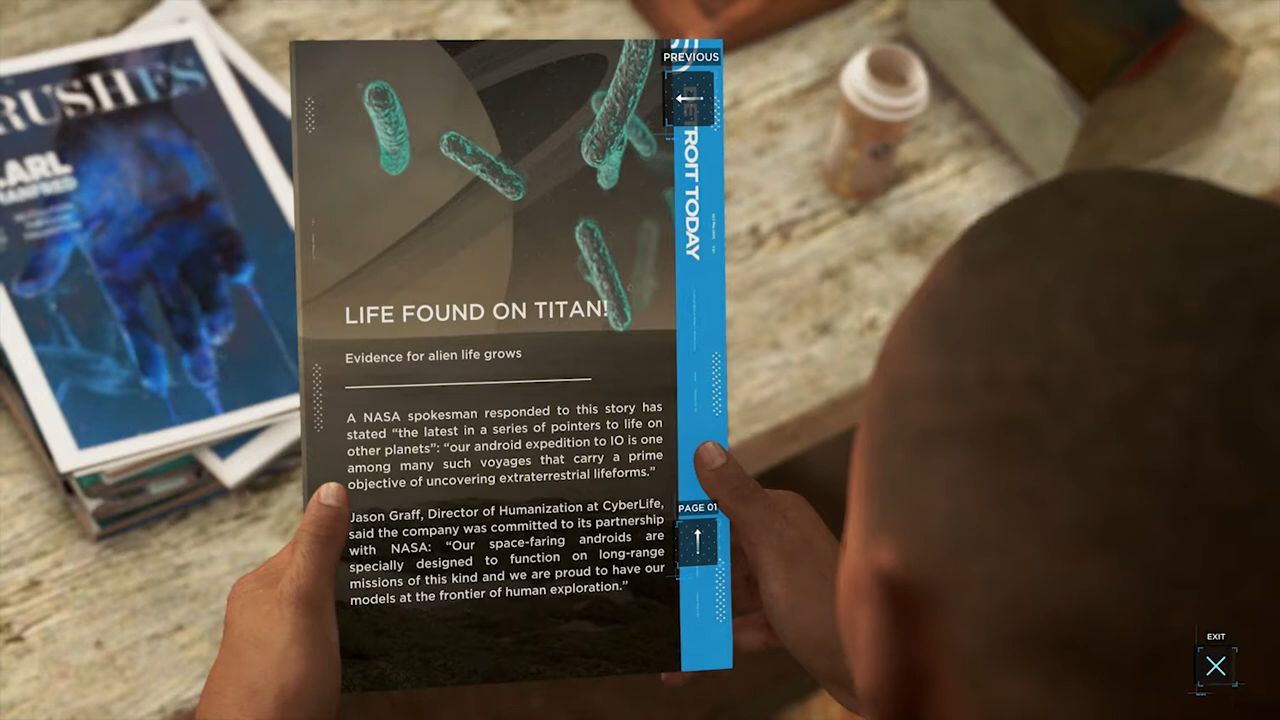 RUSHES
PREVIOUS
DETROIT TODAY
LIFE FOUND ON TITAN!
Evidence for alien life grows
A NASA spokesman responded to this story has
stated “the latest in a series of pointers to life on
other planets”: “our android expedition to IO is one
among many such voyages that carry a prime
objective of uncovering extraterrestrial lifeforms.”
Jason Graff, Director of Humanization at CyberLife,
said the company was committed to its partnership
with NASA: “Our space-faring androids are
specially designed to function on long-range
missions of this kind and we are proud to have our
models at the frontier of human exploration.”
PAGE 01
EXIT